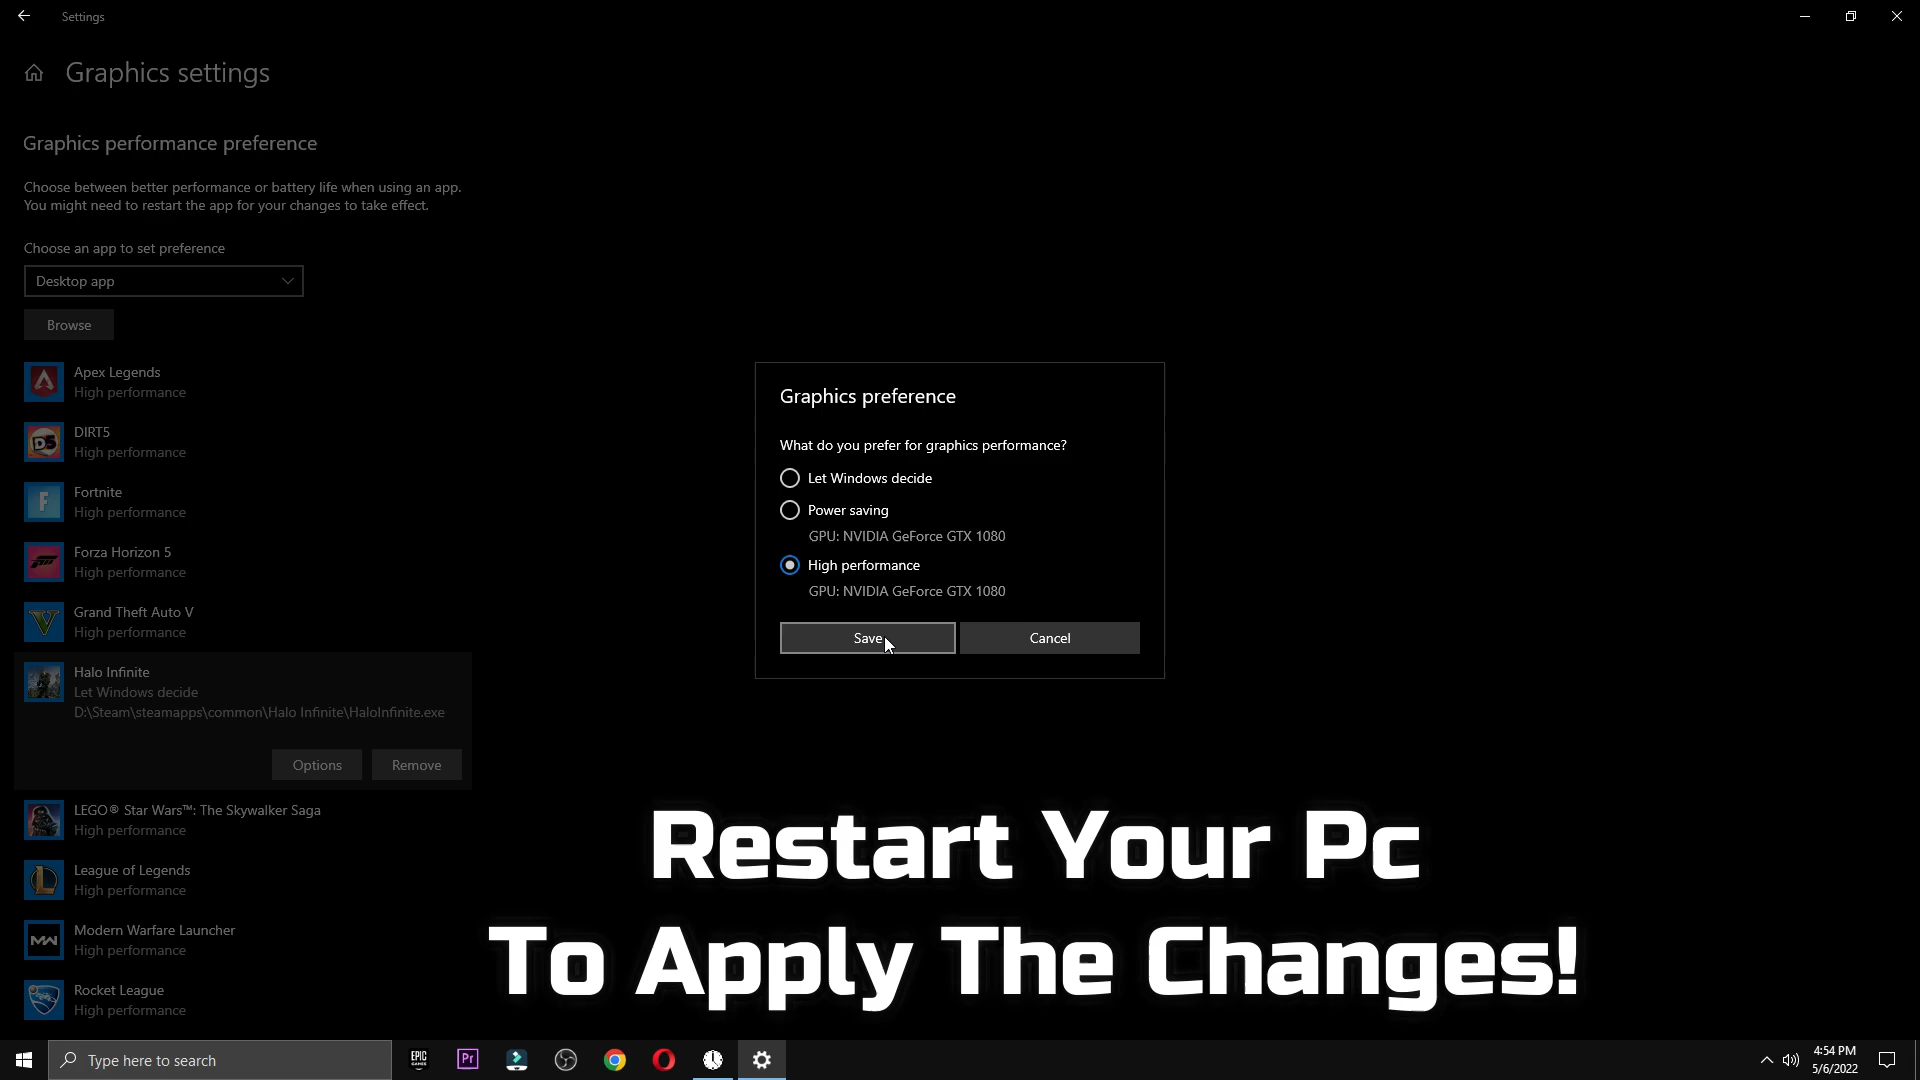 Settings
Graphics settings
Graphics performance preference
Choose between better performance or battery life when using an app.
You might need to restart the app for your changes to take effect.
Choose an app to set preference
Desktop app
Browse
Apex Legends
High performance
DIRT5
High performance
Fortnite
High performance
Forza Horizon 5
High performance
Grand Theft Auto V
High performance
Halo Infinite
Let Windows decide
D:\Steam\steamapps\common\Halo Infinite\HaloInfinite.exe
Options
Remove
LEGO® Star Wars™: The Skywalker Saga
High performance
League of Legends
High performance
Modern Warfare Launcher
High performance
Rocket League
High performance
Graphics preference
What do you prefer for graphics performance?
Let Windows decide
Power saving
GPU: NVIDIA GeForce GTX 1080
High performance
GPU: NVIDIA GeForce GTX 1080
Save
Cancel
Restart Your Pc
To Apply The Changes!
Type here to search
EPIC
GAMES
Pr
4:54 PM
5/6/2022